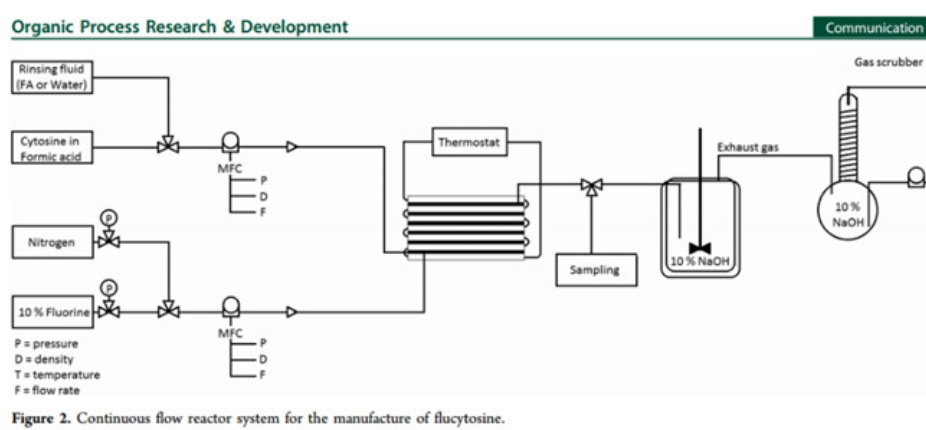 Organic Process Research & Development
Communication
Rinsing fluid
(FA or Water)
Gas scrubber
Cytosine in
Formic acid
MFC
P
D
F
Thermostat
Exhaust gas
P
Nitrogen
10 %
NaOH
Sampling
10 % NaOH
P
10 % Fluorine
MFC
P
D
F
P = pressure
D = density
T = temperature
F = flow rate
Figure 2. Continuous flow reactor system for the manufacture of flucytosine.